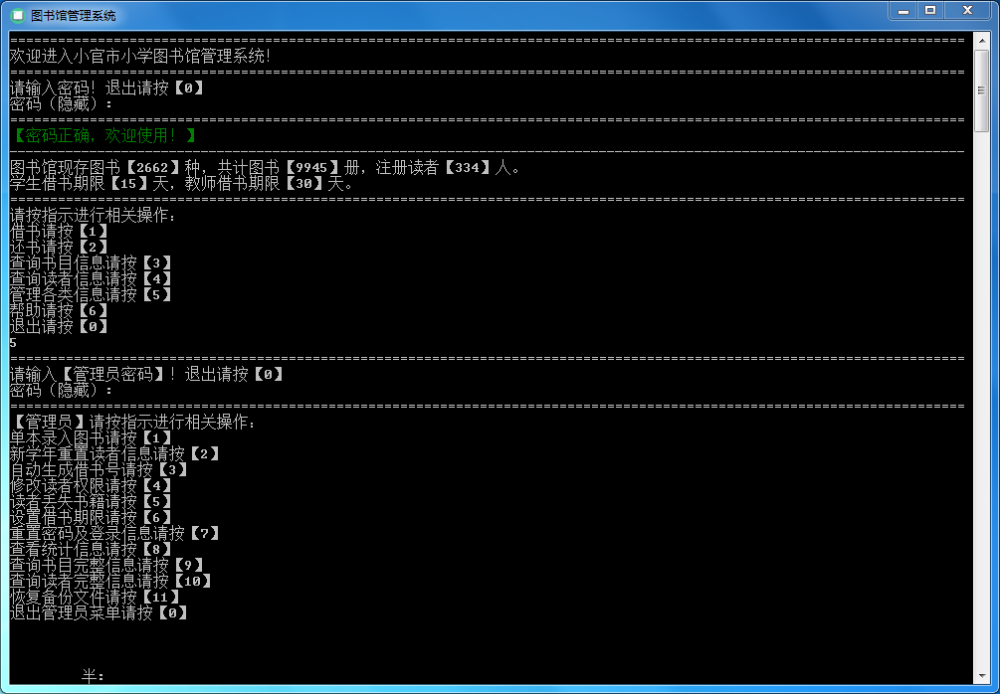 图书馆管理系统
================================================================================
欢迎进入小官市小学图书馆管理系统!
================================================================================
请输入密码! 退出请按【0】
密码（隐藏）:
================================================================================
【密码正确，欢迎使用! 】
================================================================================
图书馆现存图书【2662】种，共计图书【9945】册，注册读者【334】人。
学生借书期限【15】天，教师借书期限【30】天。
================================================================================
请按指示进行相关操作:
借书请按【1】
还书请按【2】
查询书目信息请按【3】
查询读者信息请按【4】
管理各类信息请按【5】
帮助请按【6】
退出请按【0】
5
================================================================================
请输入【管理员密码】! 退出请按【0】
密码（隐藏）:
================================================================================
【管理员】请按指示进行相关操作:
单本录入图书请按【1】
新学年重置读者信息请按【2】
自动生成借书号请按【3】
修改读者权限请按【4】
读者丢失书籍请按【5】
设置借书期限请按【6】
重置密码及登录信息请按【7】
查看统计信息请按【8】
查询书目完整信息请按【9】
查询读者完整信息请按【10】
恢复备份文件请按【11】
退出管理员菜单请按【0】
半: